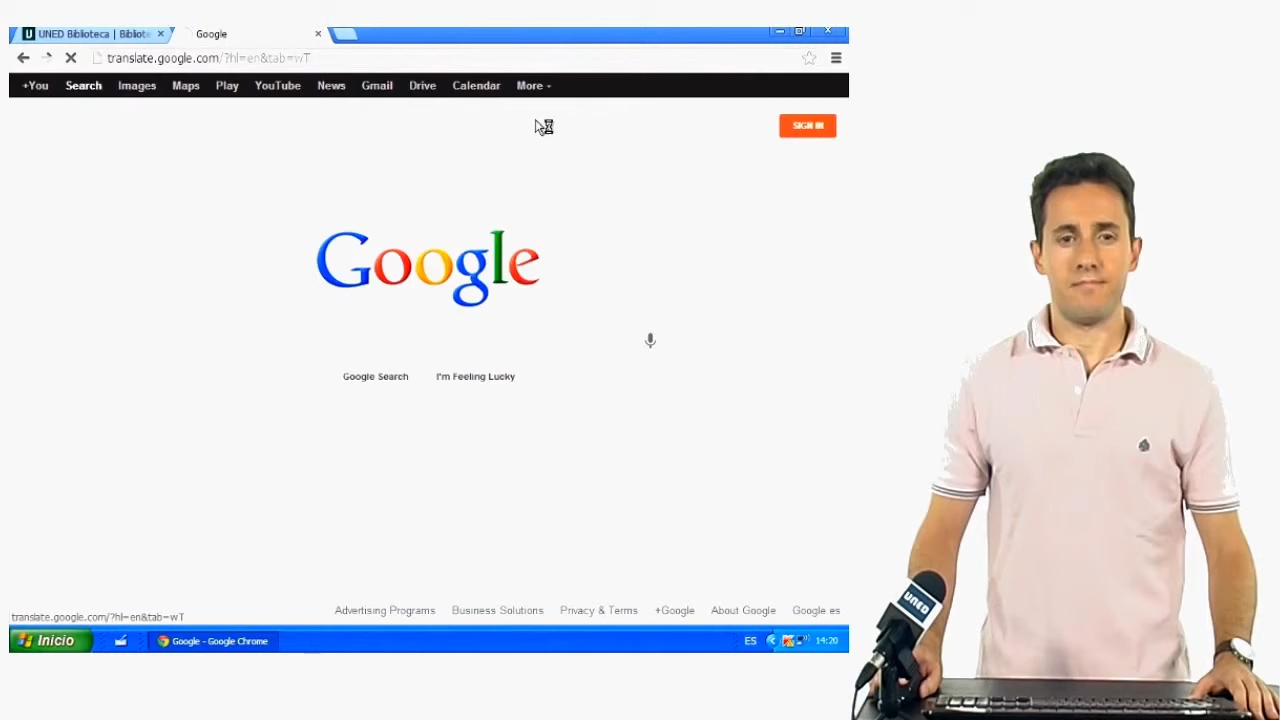 UNED Biblioteca | Bibliote
Google
translate.google.com/?hl=en&tab=wT
+You Search Images Maps Play YouTube News Gmail Drive Calendar More
SIGN IN
Google
Google Search I'm Feeling Lucky
Advertising Programs Business Solutions Privacy & Terms +Google About Google Google.es
translate.google.com/?hl=en&tab=wT
Inicio Google - Google Chrome ES 14:20
UNED